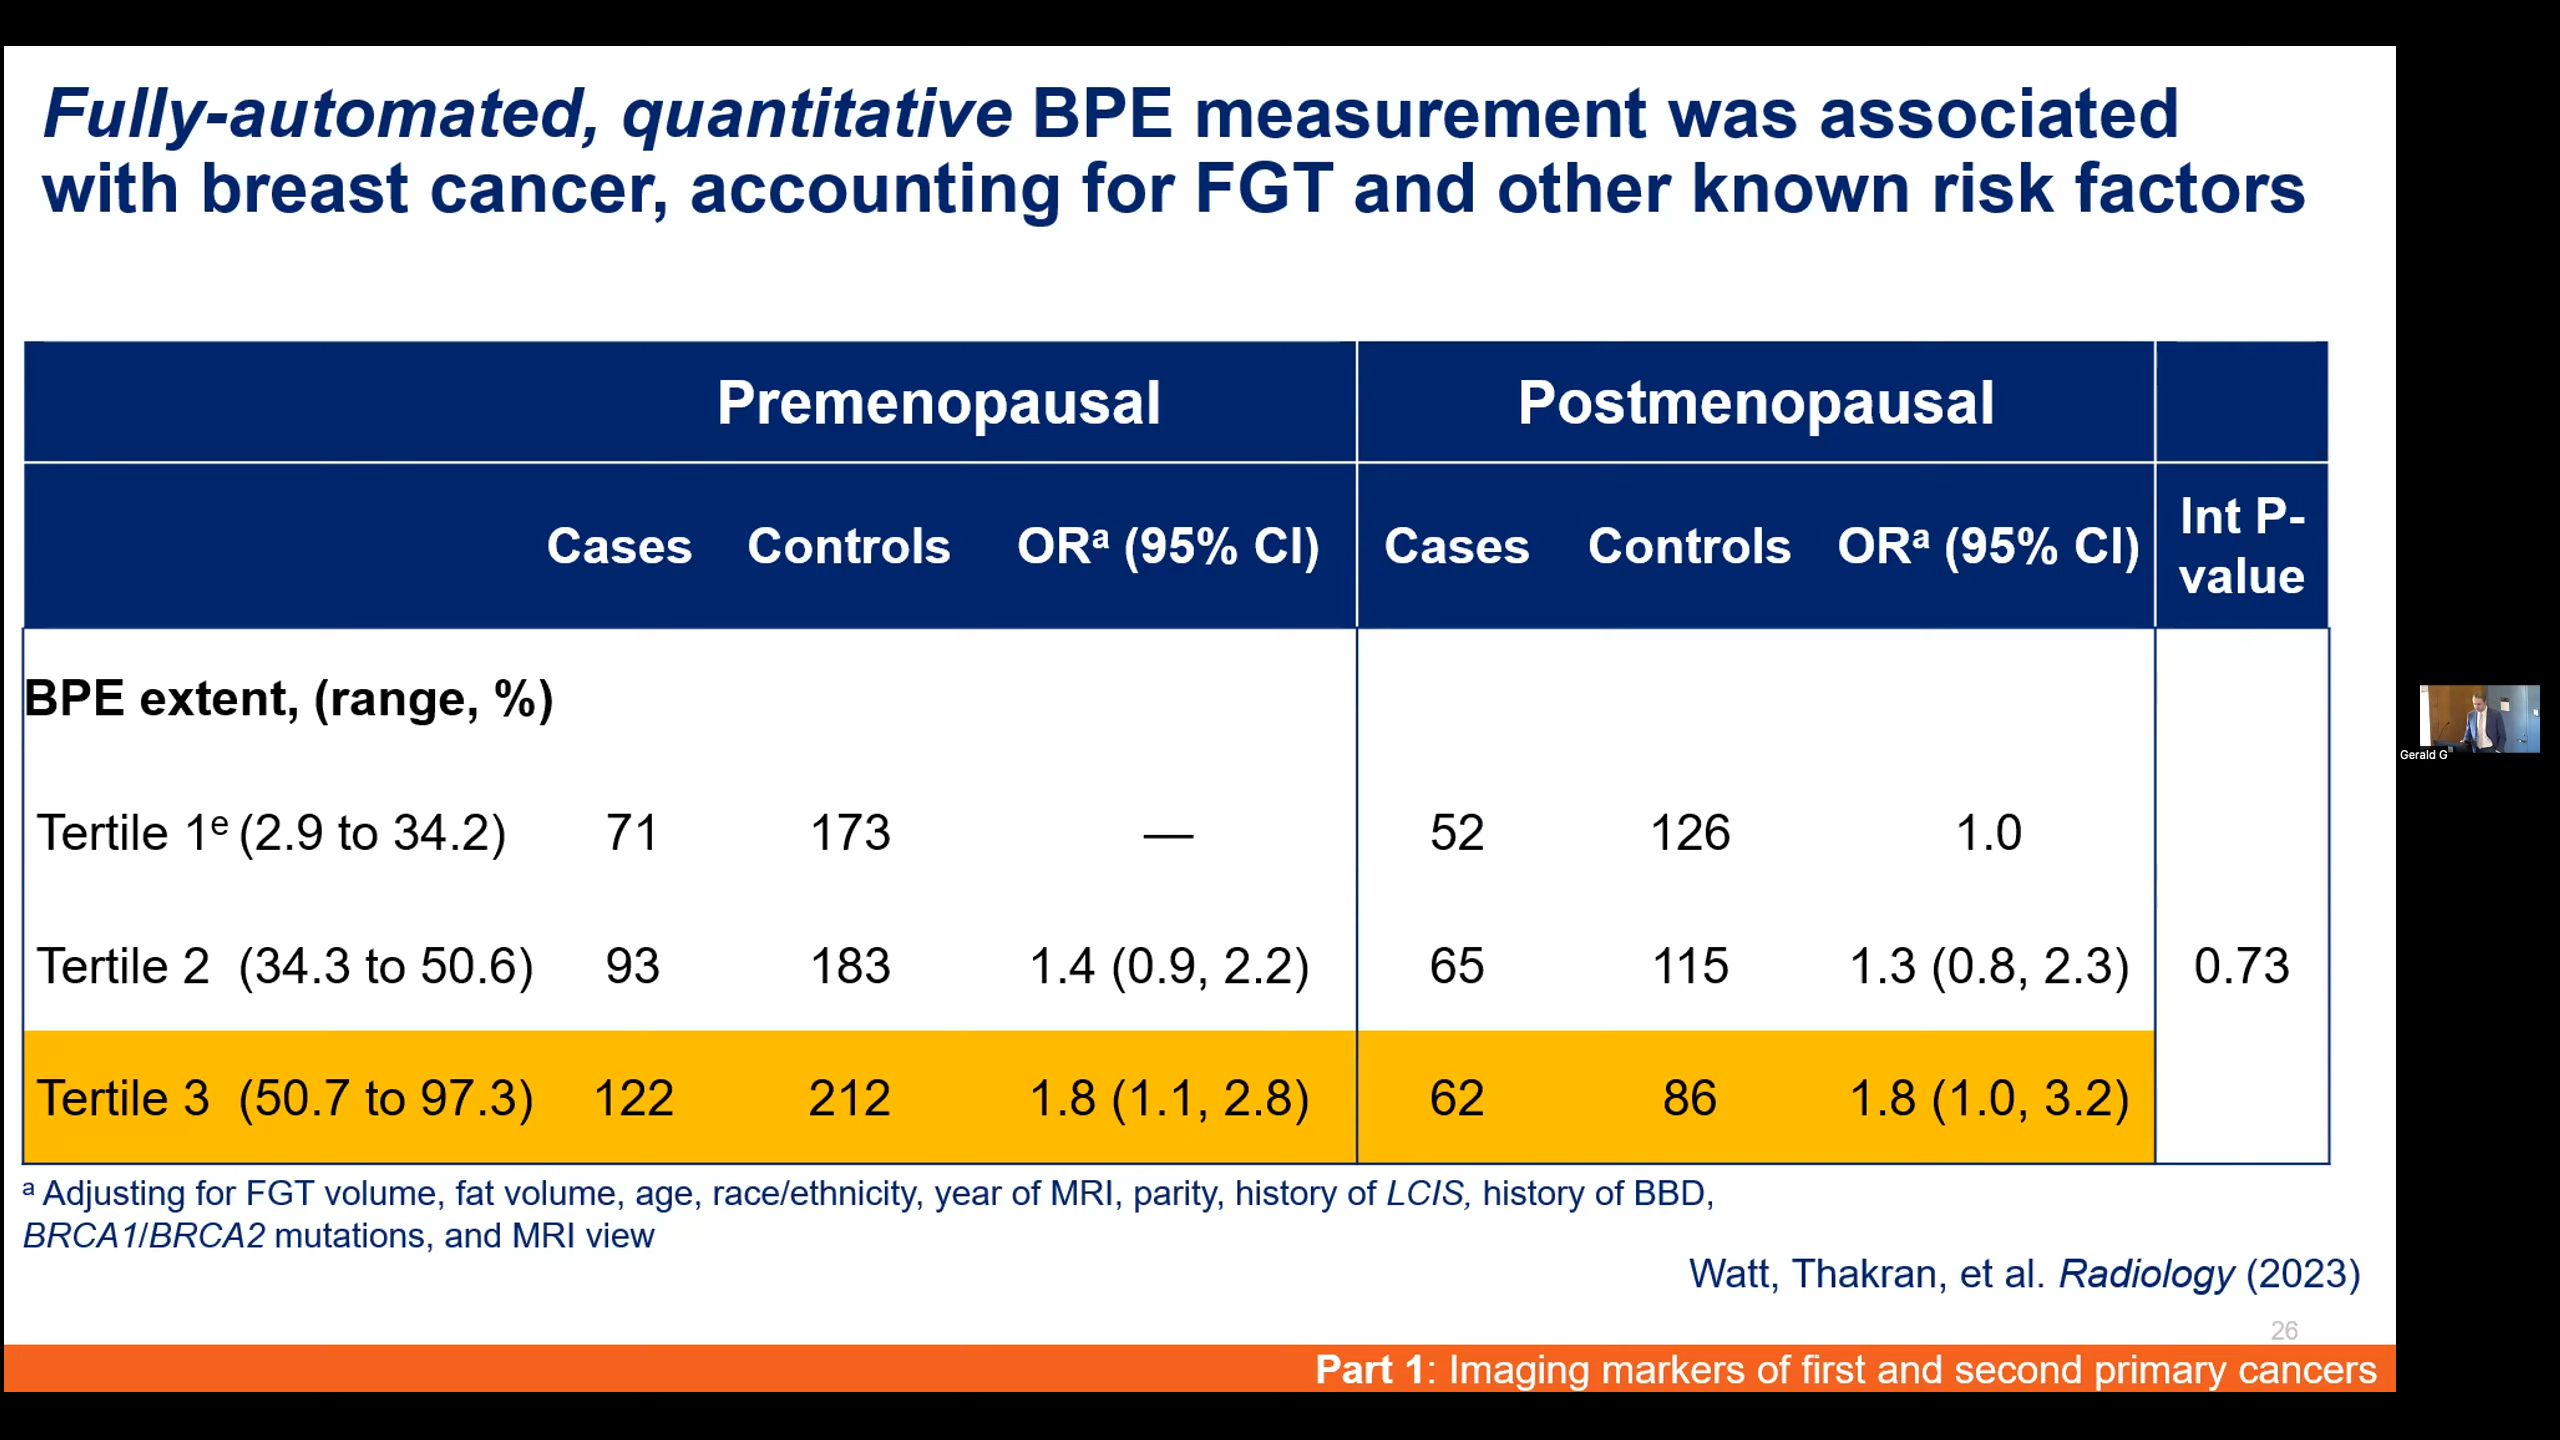 Fully-automated, quantitative BPE measurement was associated
with breast cancer, accounting for FGT and other known risk factors
Premenopausal Postmenopausal
Cases Controls ORᵃ (95% CI) Cases Controls ORᵃ (95% CI) Int P-
value
BPE extent, (range, %)
Tertile 1ᵉ (2.9 to 34.2) 71 173 — 52 126 1.0
Tertile 2 (34.3 to 50.6) 93 183 1.4 (0.9, 2.2) 65 115 1.3 (0.8, 2.3) 0.73
Tertile 3 (50.7 to 97.3) 122 212 1.8 (1.1, 2.8) 62 86 1.8 (1.0, 3.2)
ᵃ Adjusting for FGT volume, fat volume, age, race/ethnicity, year of MRI, parity, history of LCIS, history of BBD,
BRCA1/BRCA2 mutations, and MRI view
Watt, Thakran, et al. Radiology (2023)
26
Part 1: Imaging markers of first and second primary cancers
Gerald G